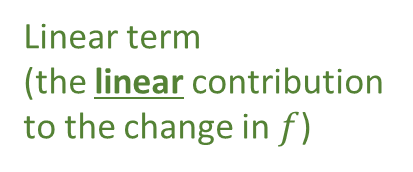 Linear term
(the linear contribution
to the change in f)